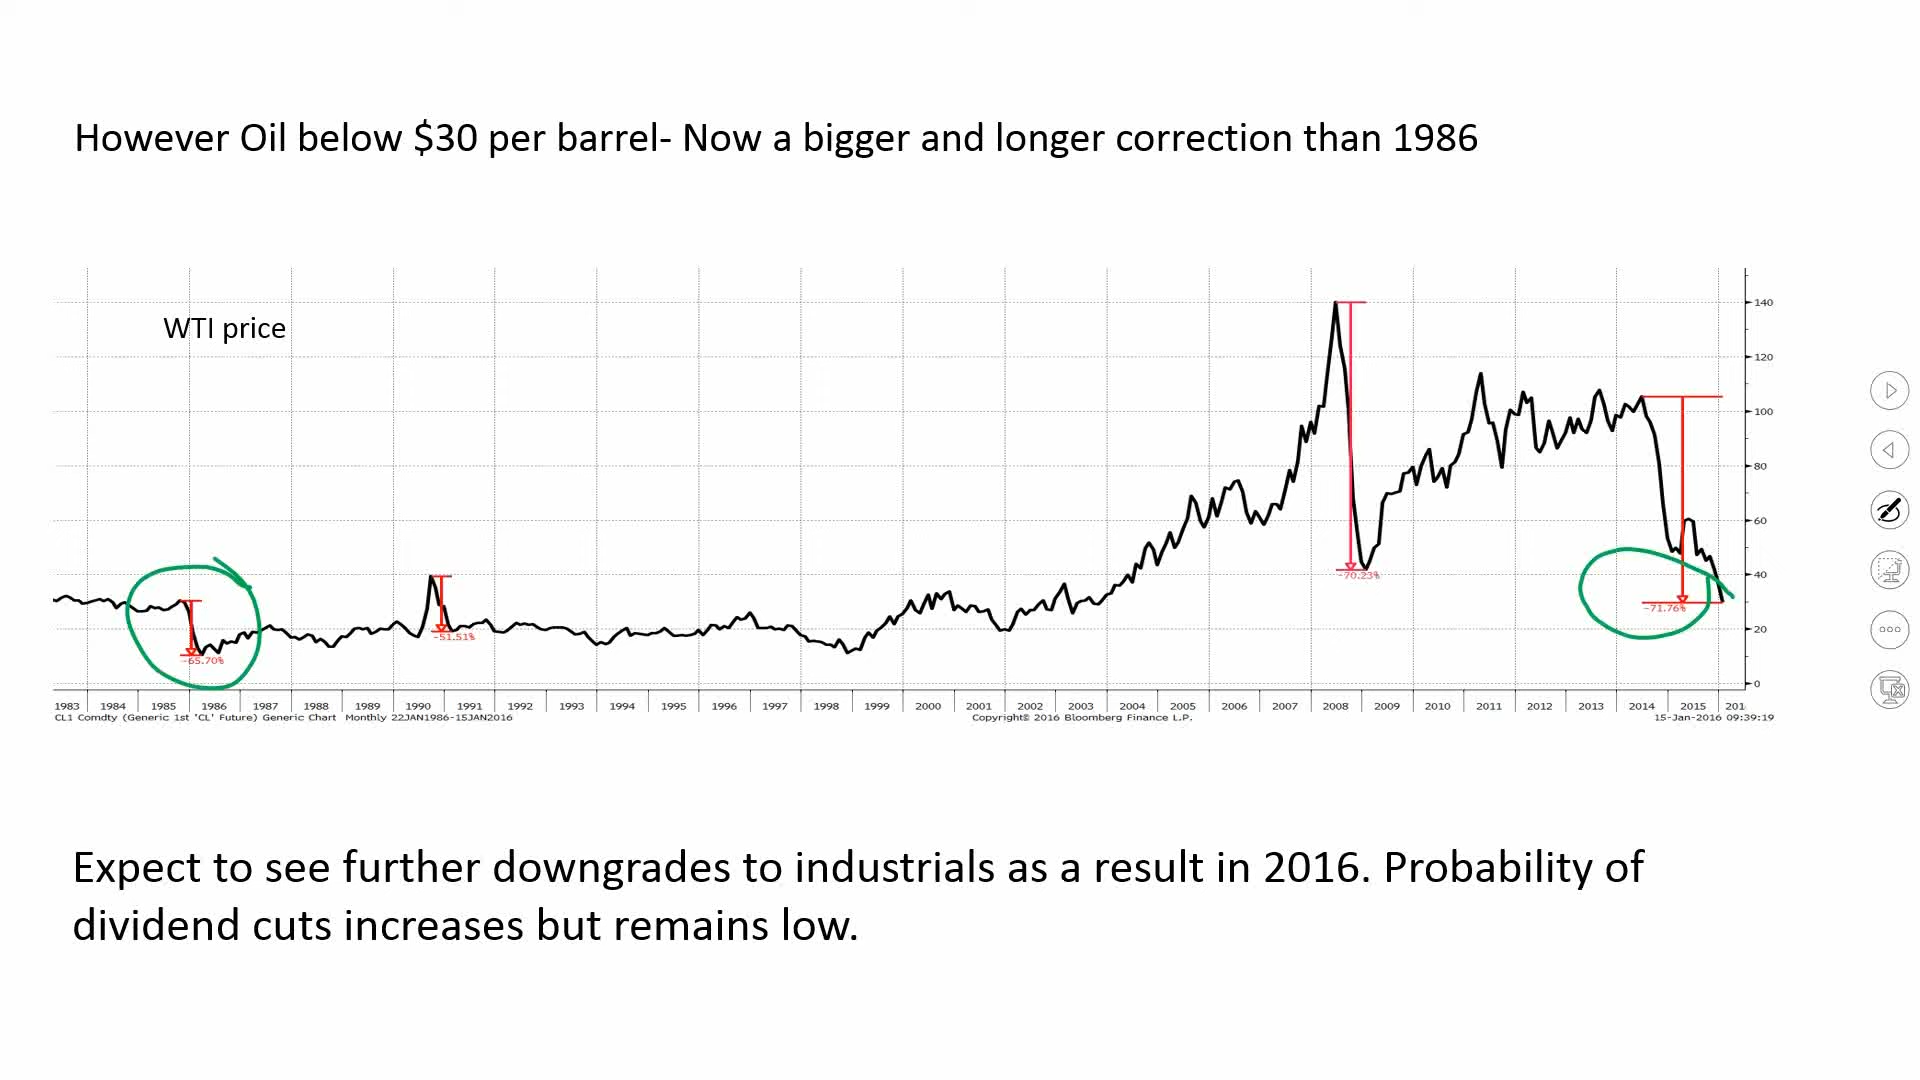 However Oil below $30 per barrel- Now a bigger and longer correction than 1986
WTI price
140
120
100
80
60
40
20
0
-65.70%
-51.51%
-70.23%
-71.76%
1983 1984 1985 1986 1987 1988 1989 1990 1991 1992 1993 1994 1995 1996 1997 1998 1999 2000 2001 2002 2003 2004 2005 2006 2007 2008 2009 2010 2011 2012 2013 2014 2015 201
CL1 Comdty (Generic 1st 'CL' Future) Generic Chart Monthly 22JAN1986-15JAN2016 Copyright© 2016 Bloomberg Finance L.P. 15-Jan-2016 09:39:19
Expect to see further downgrades to industrials as a result in 2016. Probability of
dividend cuts increases but remains low.